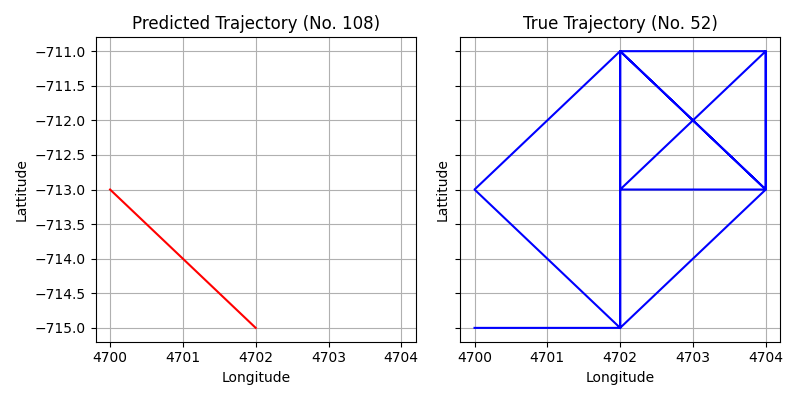 Predicted Trajectory (No. 108)
True Trajectory (No. 52)
−711.0
−711.5
−712.0
−712.5
−713.0
−713.5
−714.0
−714.5
−715.0
Lattitude
Lattitude
4700 4701 4702 4703 4704
4700 4701 4702 4703 4704
Longitude
Longitude